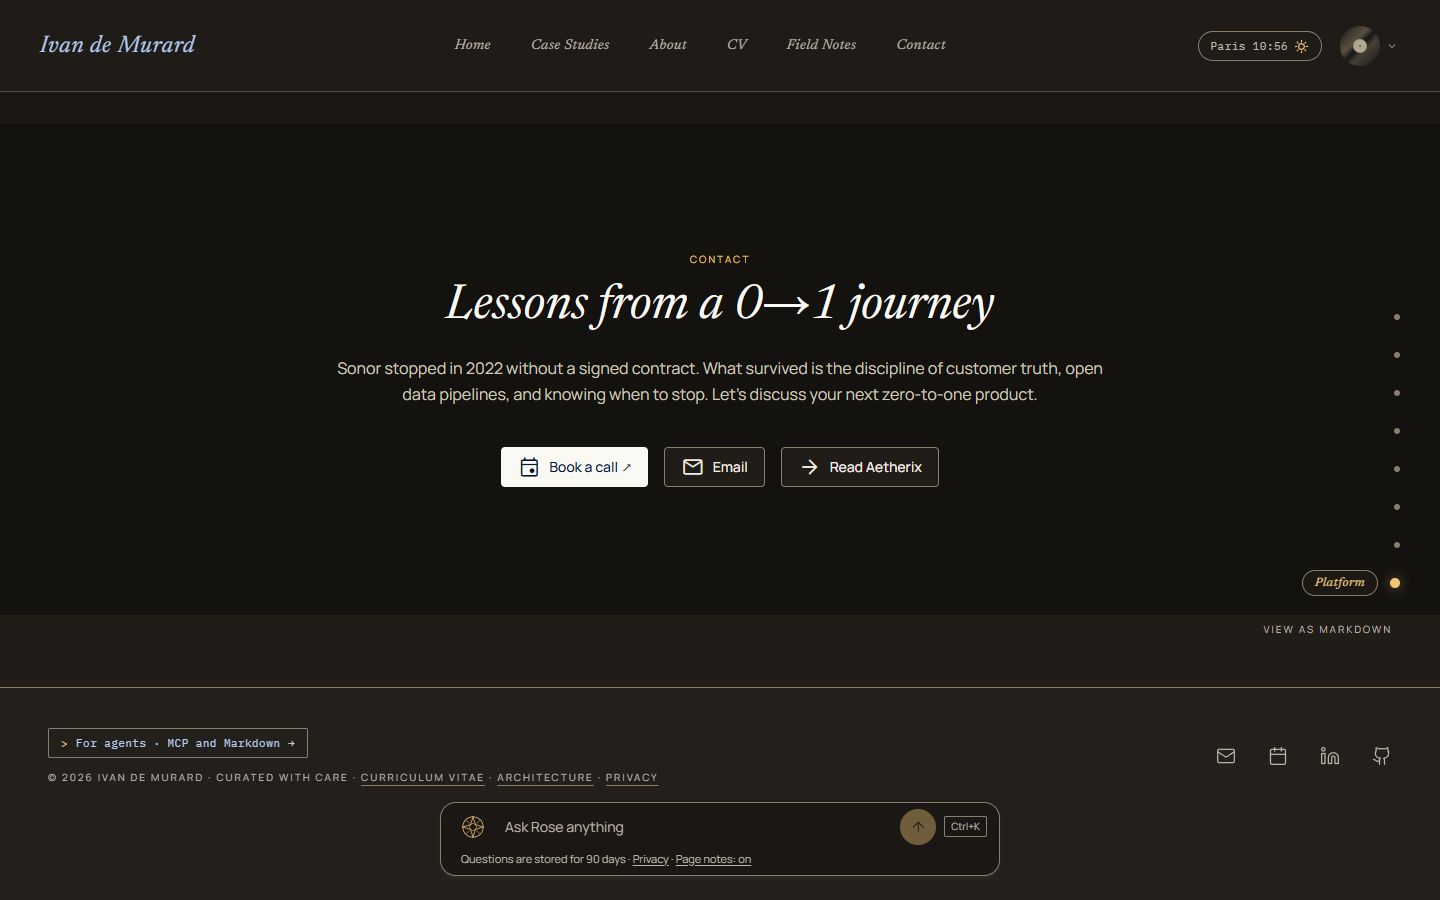 Ivan de Murard
Home
Case Studies
About
CV
Field Notes
Contact
Paris 10:56
CONTACT
Lessons from a 0→1 journey
Sonor stopped in 2022 without a signed contract. What survived is the discipline of customer truth, open
data pipelines, and knowing when to stop. Let's discuss your next zero-to-one product.
Book a call ↗
Email
Read Aetherix
Platform
VIEW AS MARKDOWN
> For agents · MCP and Markdown →
© 2026 IVAN DE MURARD · CURATED WITH CARE · CURRICULUM VITAE · ARCHITECTURE · PRIVACY
Ask Rose anything
Ctrl+K
Questions are stored for 90 days · Privacy · Page notes: on